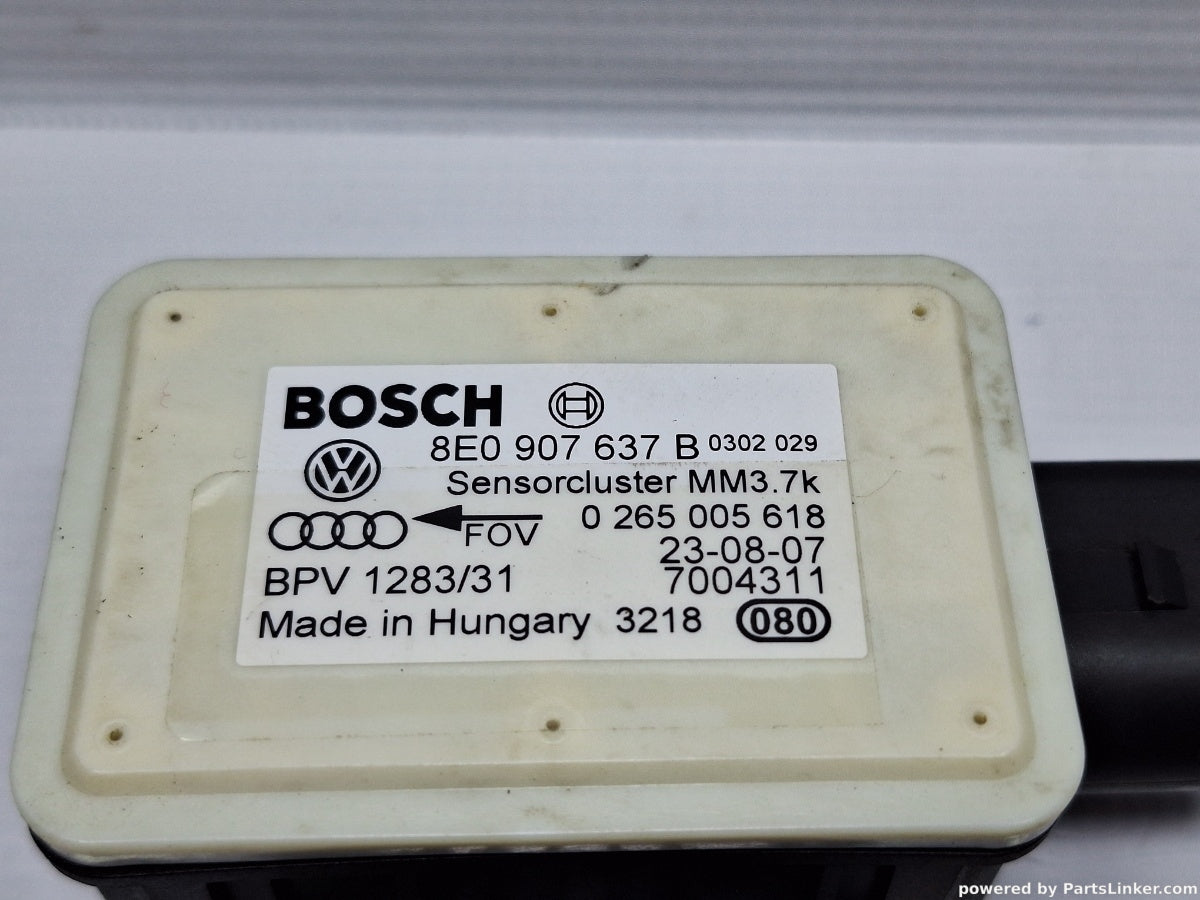 BOSCH
8E0 907 637 B 0302 029
Sensorcluster MM3.7k
FOV 0 265 005 618
23-08-07
BPV 1283/31 7004311
Made in Hungary 3218 080
powered by PartsLinker.com